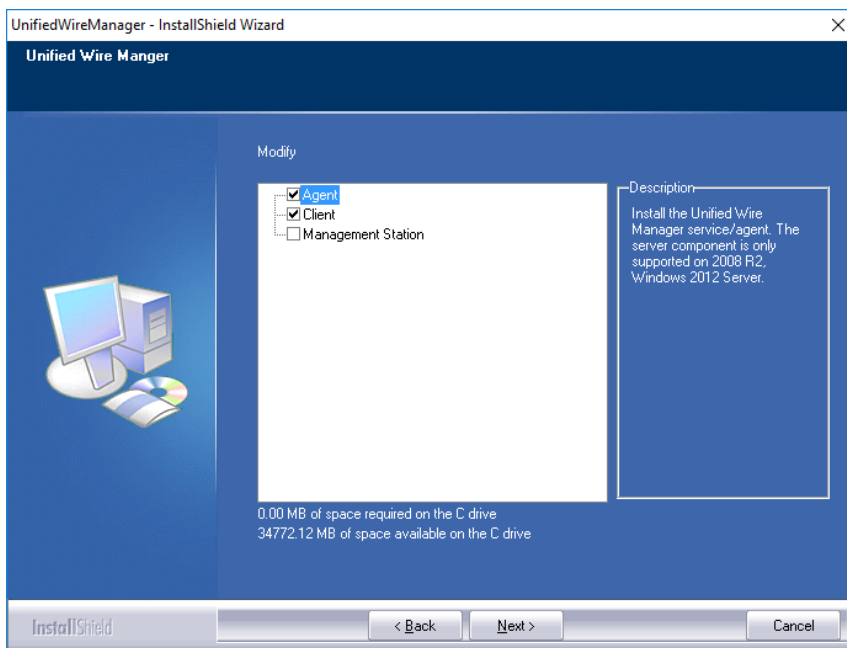 UnifiedWireManager - InstallShield Wizard
Unified Wire Manger
Modify
Agent
Client
Management Station
Description
Install the Unified Wire
Manager service/agent. The
server component is only
supported on 2008 R2,
Windows 2012 Server.
0.00 MB of space required on the C drive
34772.12 MB of space available on the C drive
InstallShield
< Back
Next >
Cancel